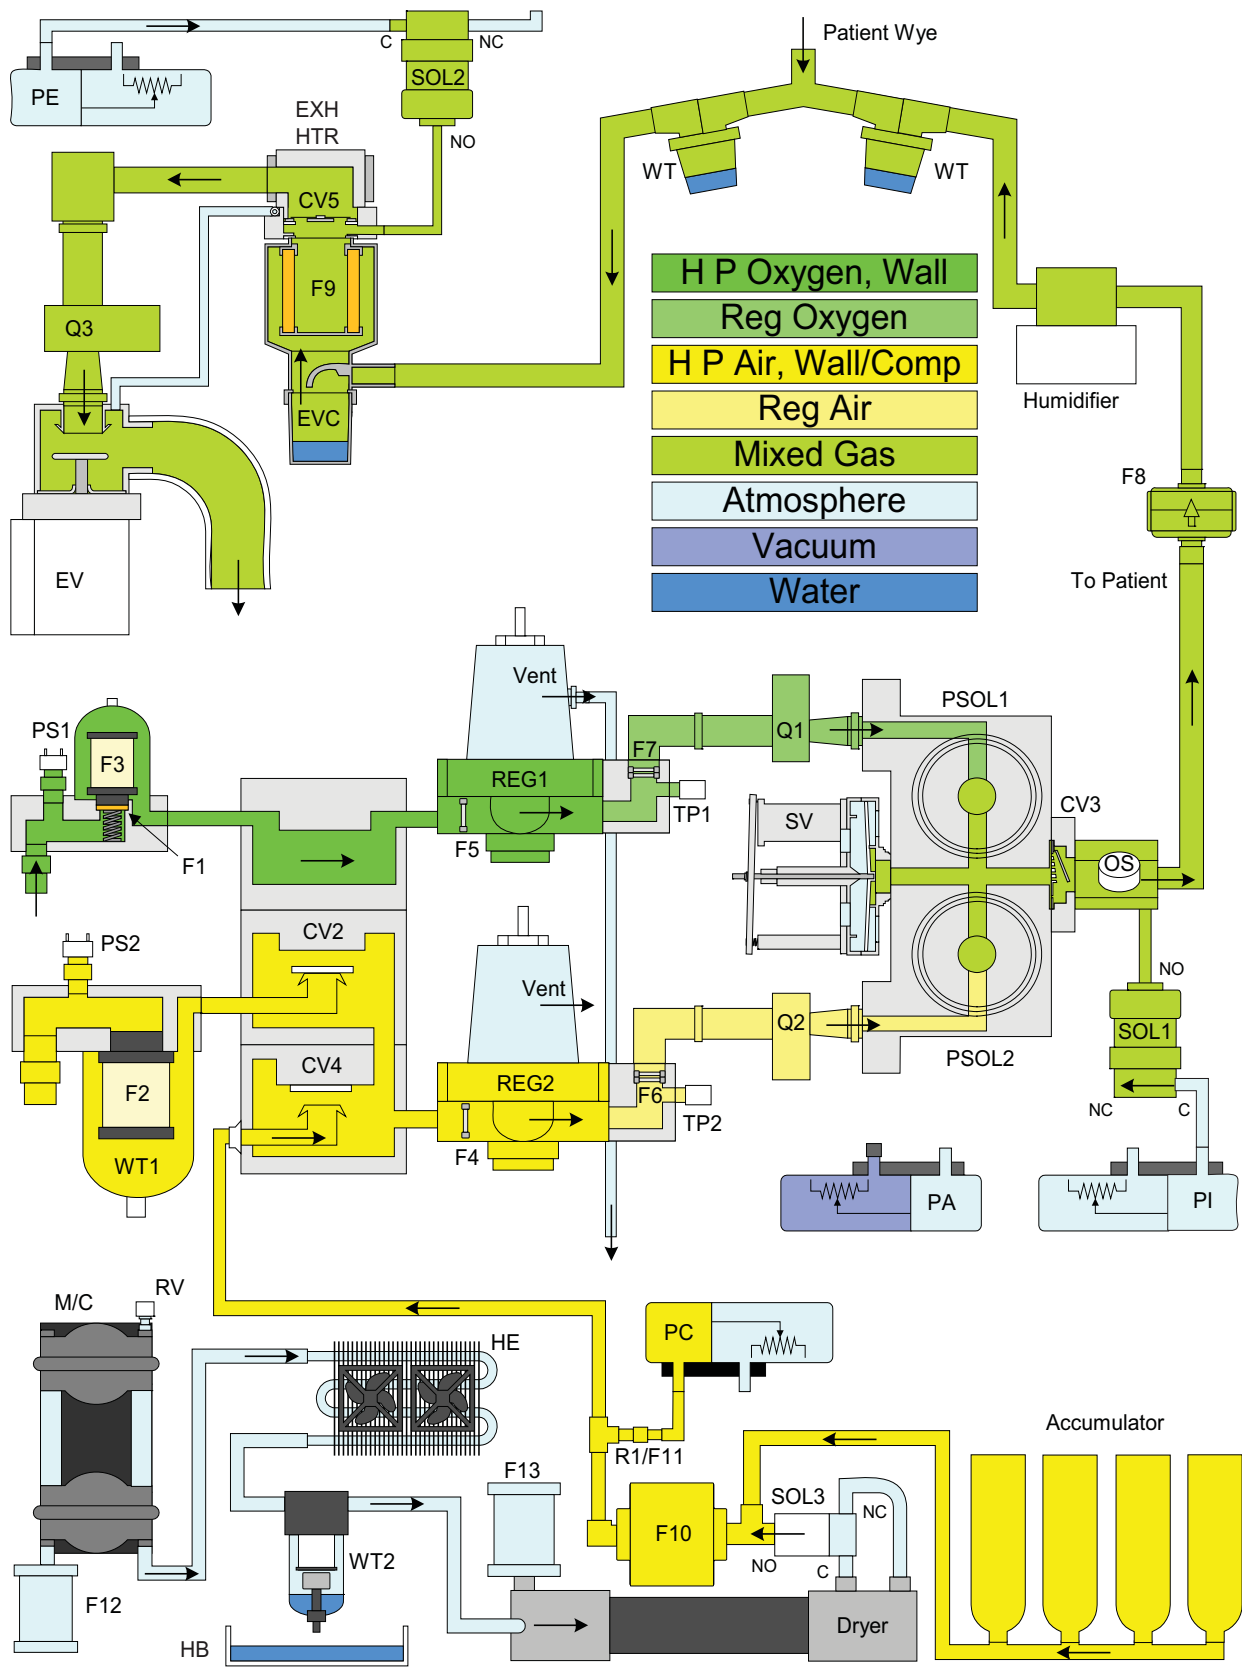 Patient Wye
C
NC
SOL2
PE
EXH
HTR
NO
WT
WT
CV5
H P Oxygen, Wall
F9
Reg Oxygen
Q3
H P Air, Wall/Comp
Humidifier
EVC
Reg Air
Mixed Gas
F8
Atmosphere
Vacuum
EV
To Patient
Water
Vent
PSOL1
PS1
F7
Q1
F3
REG1
CV3
TP1
SV
F5
F1
OS
CV2
PS2
NO
Vent
Q2
SOL1
PSOL2
CV4
REG2
F2
F6
NC
C
TP2
F4
WT1
PA
PI
RV
M/C
PC
HE
Accumulator
R1/F11
F13
SOL3
NC
F10
WT2
NO
C
F12
Dryer
HB